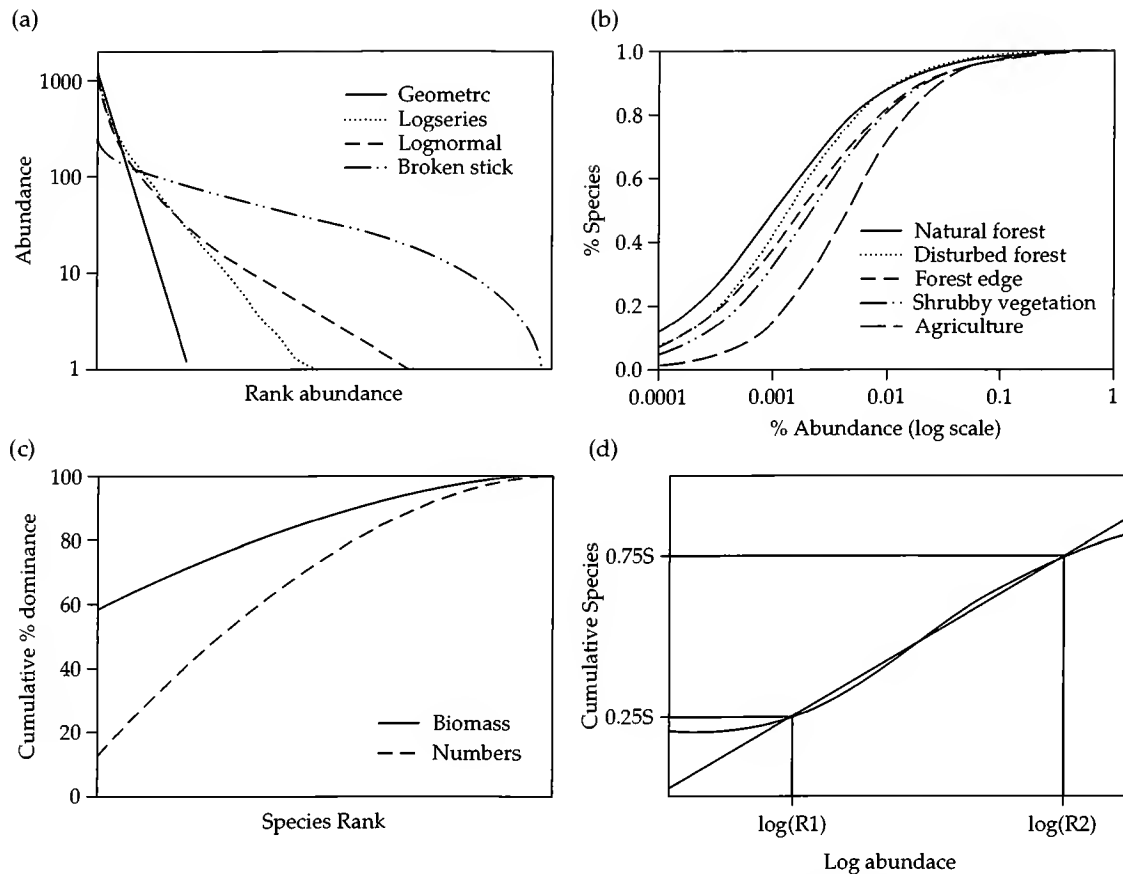 (a)
1000
100
10
1
Abundance
Rank abundance
Geometrc
Logseries
Lognormal
Broken stick
(b)
1.0
0.8
0.6
0.4
0.2
0.0
% Species
0.0001
0.001
0.01
0.1
1
% Abundance (log scale)
Natural forest
Disturbed forest
Forest edge
Shrubby vegetation
Agriculture
(c)
100
80
60
40
20
0
Cumulative % dominance
Species Rank
Biomass
Numbers
(d)
0.75S
0.25S
Cumulative Species
log(R1)
log(R2)
Log abundace